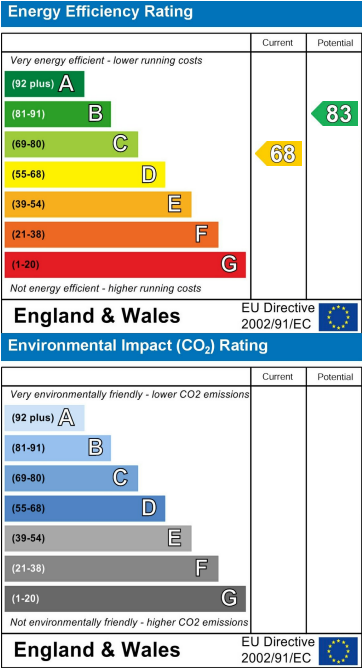 Energy Efficiency Rating
Current Potential
Very energy efficient - lower running costs
(92 plus) A
(81-91) B
83
(69-80) C
68
(55-68) D
(39-54) E
(21-38) F
(1-20) G
Not energy efficient - higher running costs
England & Wales
EU Directive
2002/91/EC
Environmental Impact (CO₂) Rating
Current Potential
Very environmentally friendly - lower CO2 emissions
(92 plus) A
(81-91) B
(69-80) C
(55-68) D
(39-54) E
(21-38) F
(1-20) G
Not environmentally friendly - higher CO2 emissions
England & Wales
EU Directive
2002/91/EC